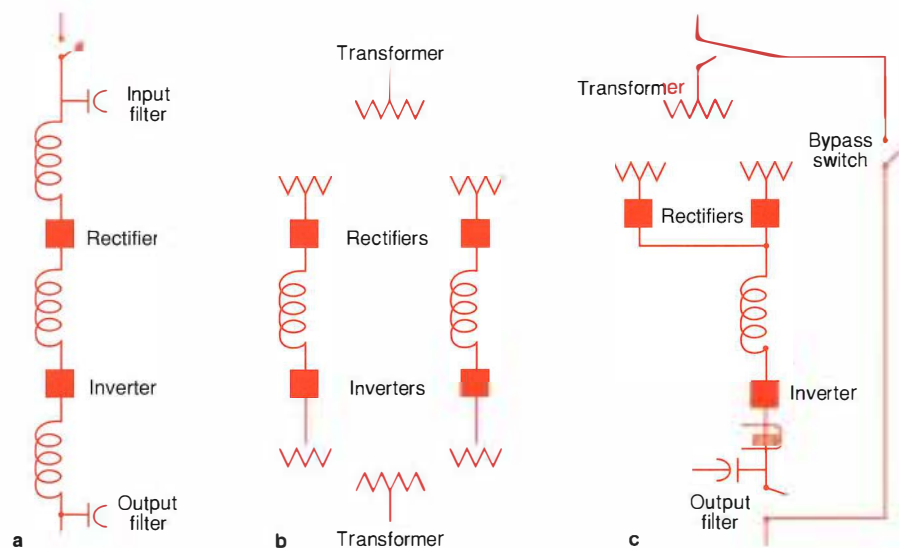 Input
filter
Rectifier
Inverter
Output
filter
a
Transformer
Rectifiers
Inverters
Transformer
b
Transformer
Bypass
switch
Rectifiers
Inverter
Output
filter
c